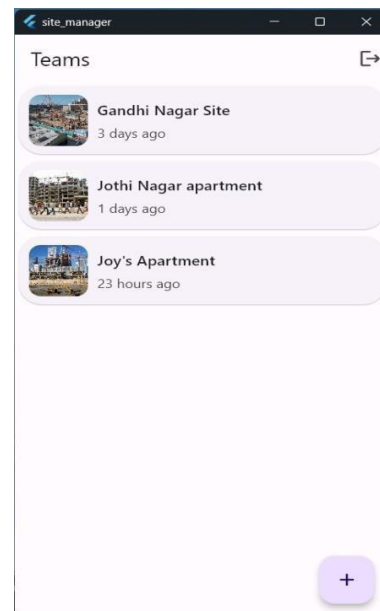 site_manager
Teams
Gandhi Nagar Site
3 days ago
Jothi Nagar apartment
1 days ago
Joy's Apartment
23 hours ago
+